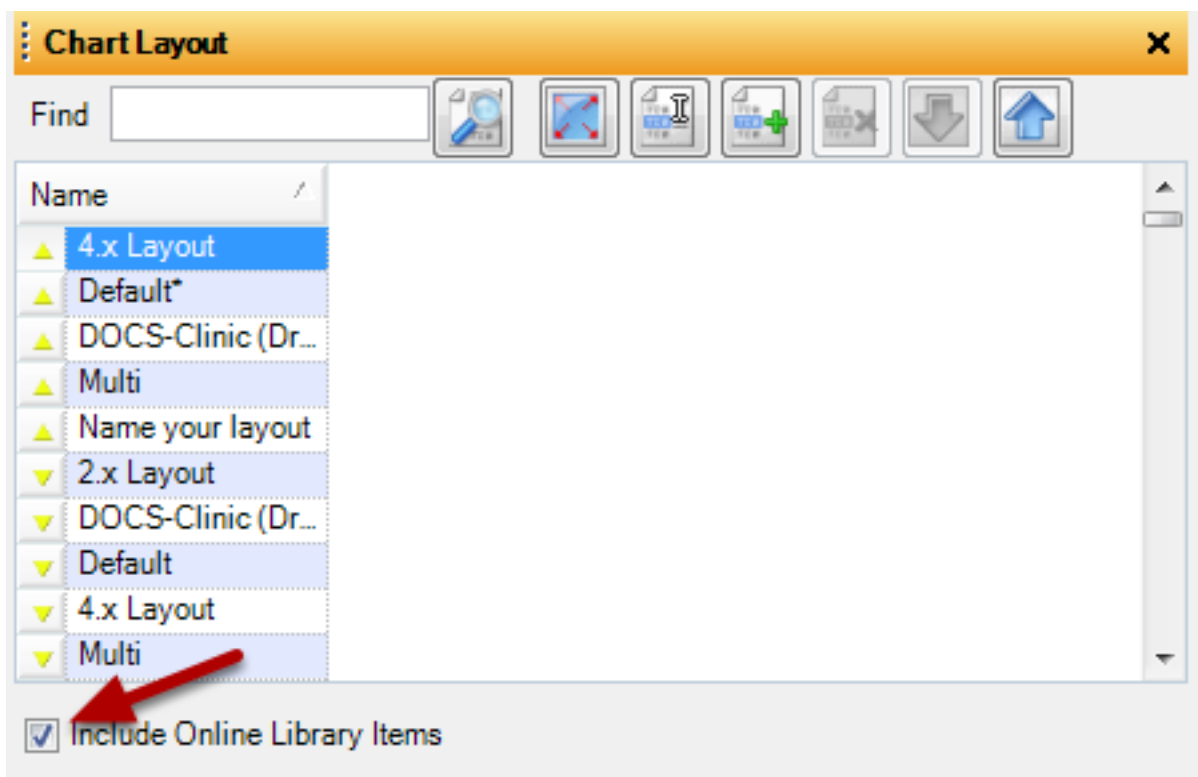 Chart Layout
Find
Name
4.x Layout
Default*
DOCS-Clinic (Dr...
Multi
Name your layout
2.x Layout
DOCS-Clinic (Dr...
Default
4.x Layout
Multi
Include Online Library Items